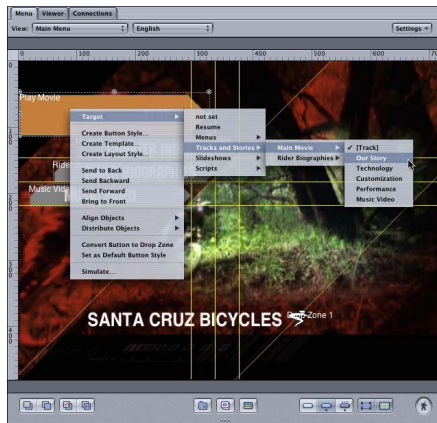 Menu Viewer Connections
View: Main Menu English Settings
0 100 200 300 400 500 600
Play Movie
Target
Create Button Style...
Create Template...
Create Layout Style...
Send to Back
Send Backward
Send Forward
Bring to Front
Align Objects
Distribute Objects
Convert Button to Drop Zone
Set as Default Button Style
Simulate...
not set
Resume
Menus
Tracks and Stories
Slideshows
Scripts
Main Movie
Rider Biographies
✓ [Track]
Our Story
Technology
Customization
Performance
Music Video
Music Video
SANTA CRUZ BICYCLES
Drop Zone 1